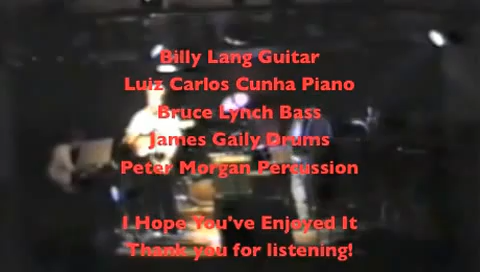 Billy Lang Guitar
Luiz Carlos Cunha Piano
Bruce Lynch Bass
James Gaily Drums
Peter Morgan Percussion
I Hope You've Enjoyed It
Thank you for listening!